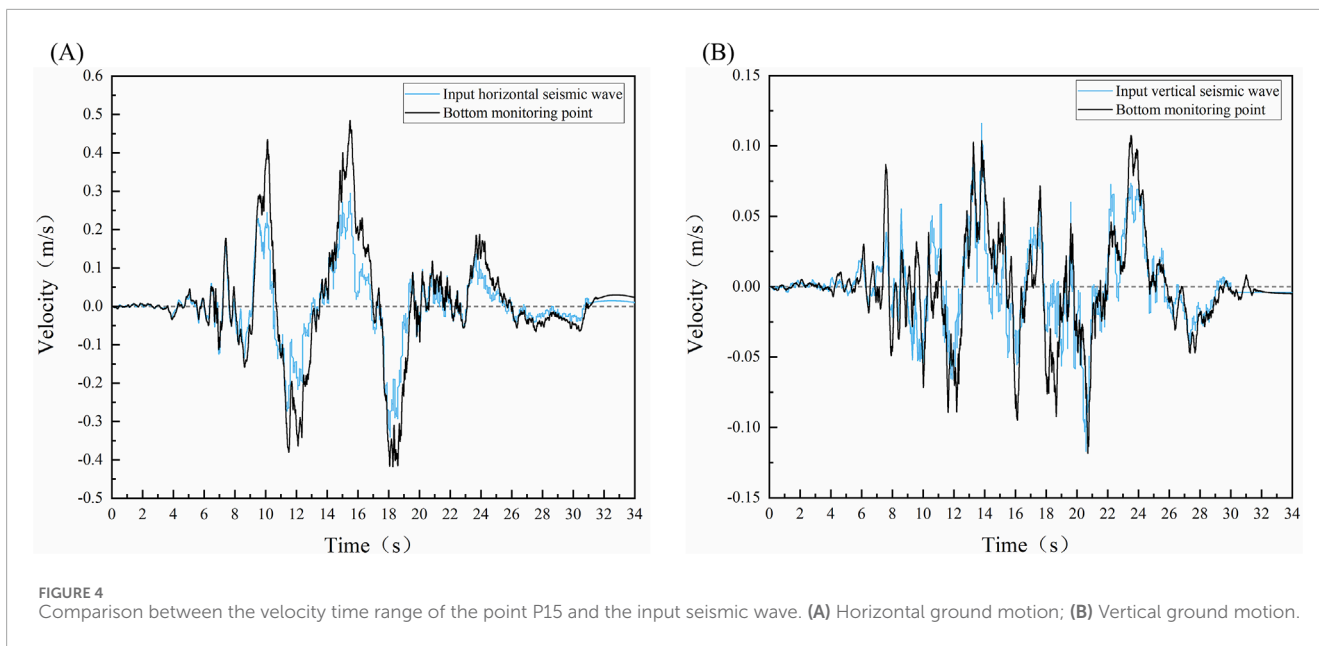 (A)
0.6
0.5
0.4
0.3
0.2
0.1
0.0
-0.1
-0.2
-0.3
-0.4
-0.5
Velocity（m/s）
Input horizontal seismic wave
Bottom monitoring point
0 2 4 6 8 10 12 14 16 18 20 22 24 26 28 30 32 34
Time（s）
(B)
0.15
0.10
0.05
0.00
-0.05
-0.10
-0.15
Velocity（m/s）
Input vertical seismic wave
Bottom monitoring point
0 2 4 6 8 10 12 14 16 18 20 22 24 26 28 30 32 34
Time（s）
FIGURE 4
Comparison between the velocity time range of the point P15 and the input seismic wave. (A) Horizontal ground motion; (B) Vertical ground motion.